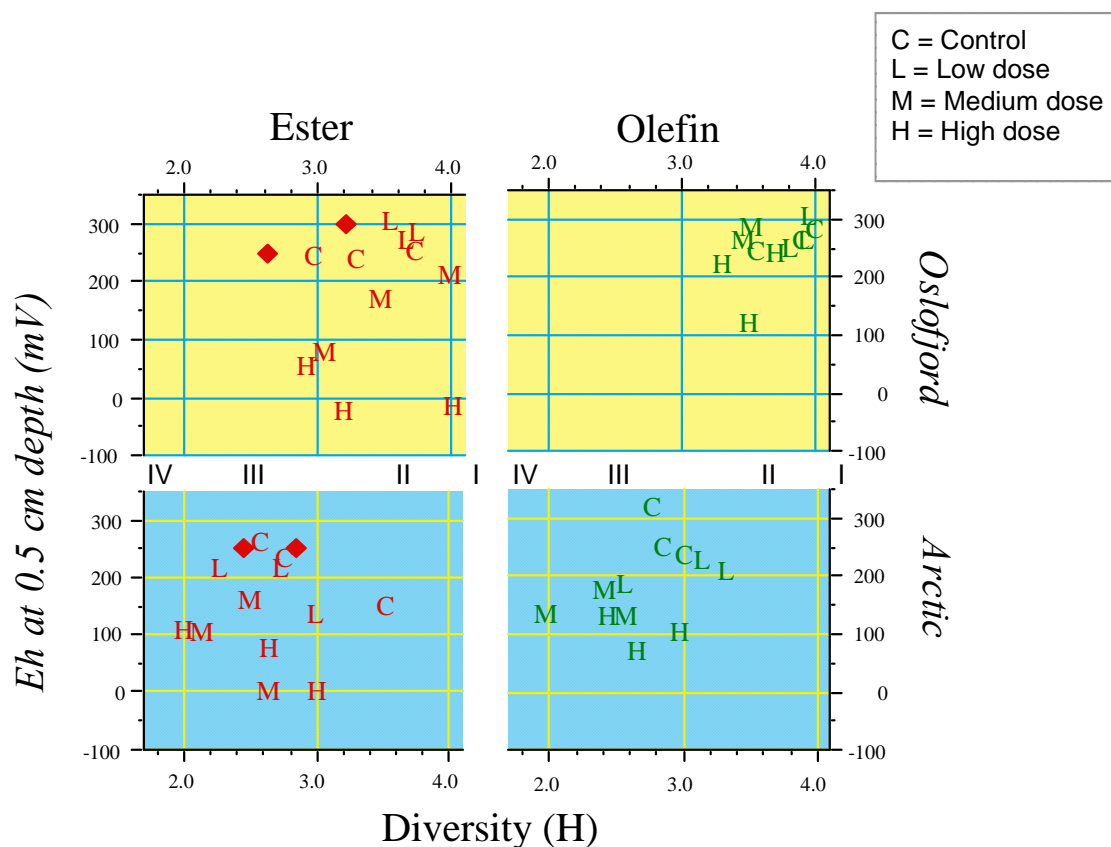 C = Control
L = Low dose
M = Medium dose
H = High dose
Ester
Olefin
2.0 3.0 4.0
2.0 3.0 4.0
Eh at 0.5 cm depth (mV)
300
200
100
0
-100
L
L
L
C
C
C
M
M
M
H
H
H
L
M
C
M
L
C
C
H
L
L
H
H
300
200
100
0
-100
Oslofjord
IV III II I
IV III II I
300
200
100
0
-100
C
C
L
L
M
C
L
H
M
H
M
H
C
C
C
L
L
L
M
M
H
M
H
H
300
200
100
0
-100
Arctic
2.0 3.0 4.0
2.0 3.0 4.0
Diversity (H)